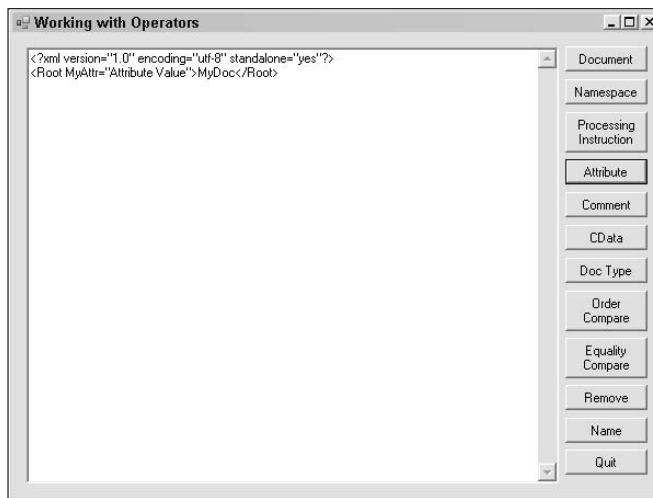 Working with Operators
<?xml version="1.0" encoding="utf-8" standalone="yes"?>
<Root MyAttr="Attribute Value">MyDoc</Root>
Document
Namespace
Processing
Instruction
Attribute
Comment
CData
Doc Type
Order
Compare
Equality
Compare
Remove
Name
Quit